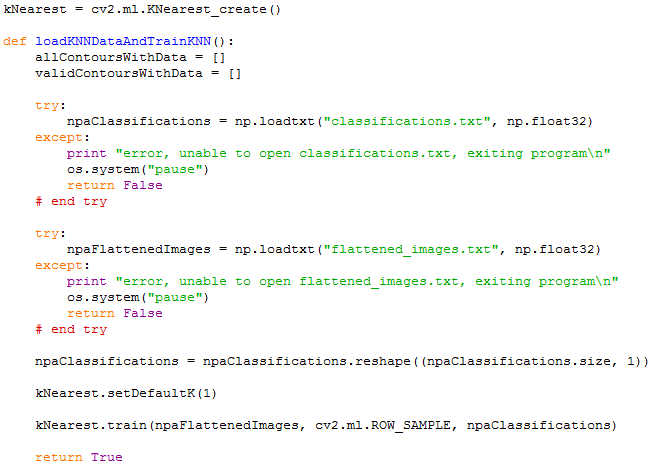 kNearest = cv2.ml.KNearest_create()
def loadKNNDataAndTrainKNN():
    allContoursWithData = []
    validContoursWithData = []
    try:
        npaClassifications = np.loadtxt("classifications.txt", np.float32)
    except:
        print "error, unable to open classifications.txt, exiting program\n"
        os.system("pause")
        return False
    # end try
    try:
        npaFlattenedImages = np.loadtxt("flattened_images.txt", np.float32)
    except:
        print "error, unable to open flattened_images.txt, exiting program\n"
        os.system("pause")
        return False
    # end try
    npaClassifications = npaClassifications.reshape((npaClassifications.size, 1))
    kNearest.setDefaultK(1)
    kNearest.train(npaFlattenedImages, cv2.ml.ROW_SAMPLE, npaClassifications)
    return True